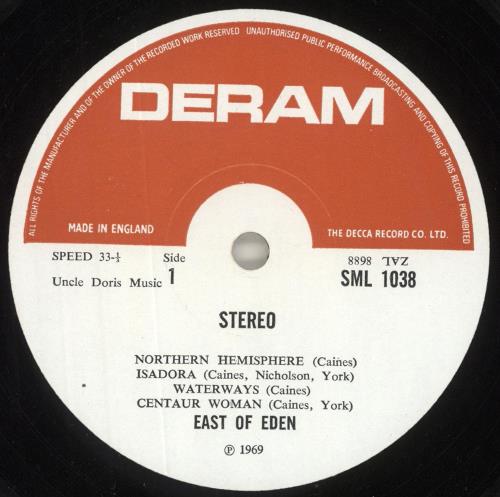 ALL RIGHTS OF THE MANUFACTURER AND OF THE OWNER OF THE RECORDED WORK RESERVED UNAUTHORISED PUBLIC PERFORMANCE BROADCASTING AND COPYING OF THIS RECORD PROHIBITED
DERAM
MADE IN ENGLAND
THE DECCA RECORD CO. LTD.
SPEED 33-⅓
Side
1
Uncle Doris Music
ZAL 8898
SML 1038
STEREO
NORTHERN HEMISPHERE (Caines)
ISADORA (Caines, Nicholson, York)
WATERWAYS (Caines)
CENTAUR WOMAN (Caines, York)
EAST OF EDEN
℗ 1969